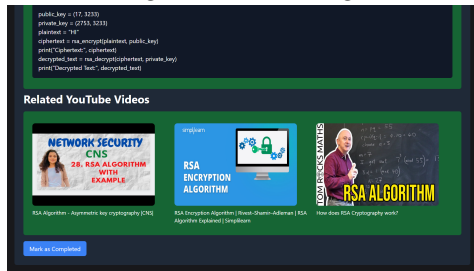 public_key = (17, 3233)
private_key = (2753, 3233)
plaintext = "HI"
ciphertext = rsa_encrypt(plaintext, public_key)
print("Ciphertext:", ciphertext)
decrypted_text = rsa_decrypt(ciphertext, private_key)
print("Decrypted Text:", decrypted_text)
Related YouTube Videos
NETWORK SECURITY
CNS
28. RSA ALGORITHM
WITH
EXAMPLE
RSA Algorithm - Asymmetric key cryptography |CNS|
simplilearn
RSA
ENCRYPTION
ALGORITHM
RSA Encryption Algorithm | Rivest–Shamir–Adleman | RSA
Algorithm Explained | Simplilearn
TOM ROCKS MATHS
RSA ALGORITHM
How does RSA Cryptography work?
Mark as Completed